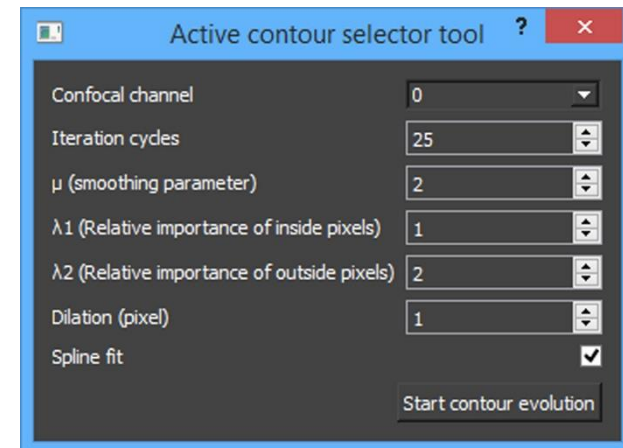 Active contour selector tool ?
Confocal channel 0
Iteration cycles 25
μ (smoothing parameter) 2
λ1 (Relative importance of inside pixels) 1
λ2 (Relative importance of outside pixels) 2
Dilation (pixel) 1
Spline fit
Start contour evolution